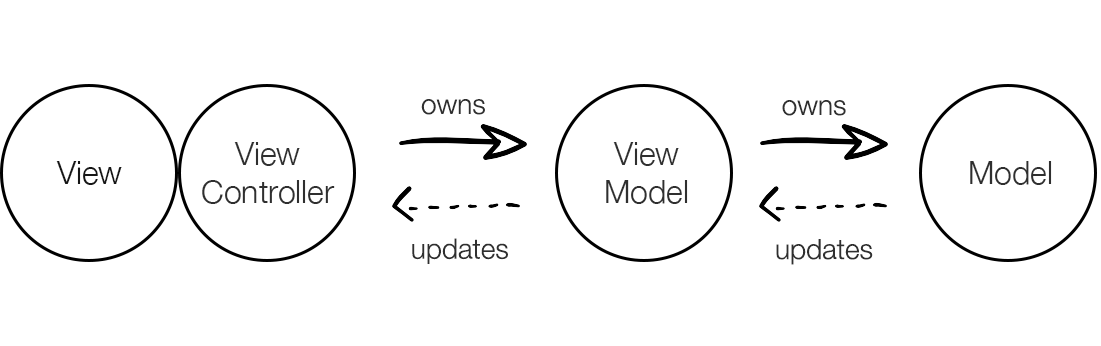 View
View
Controller
owns
updates
View
Model
owns
updates
Model